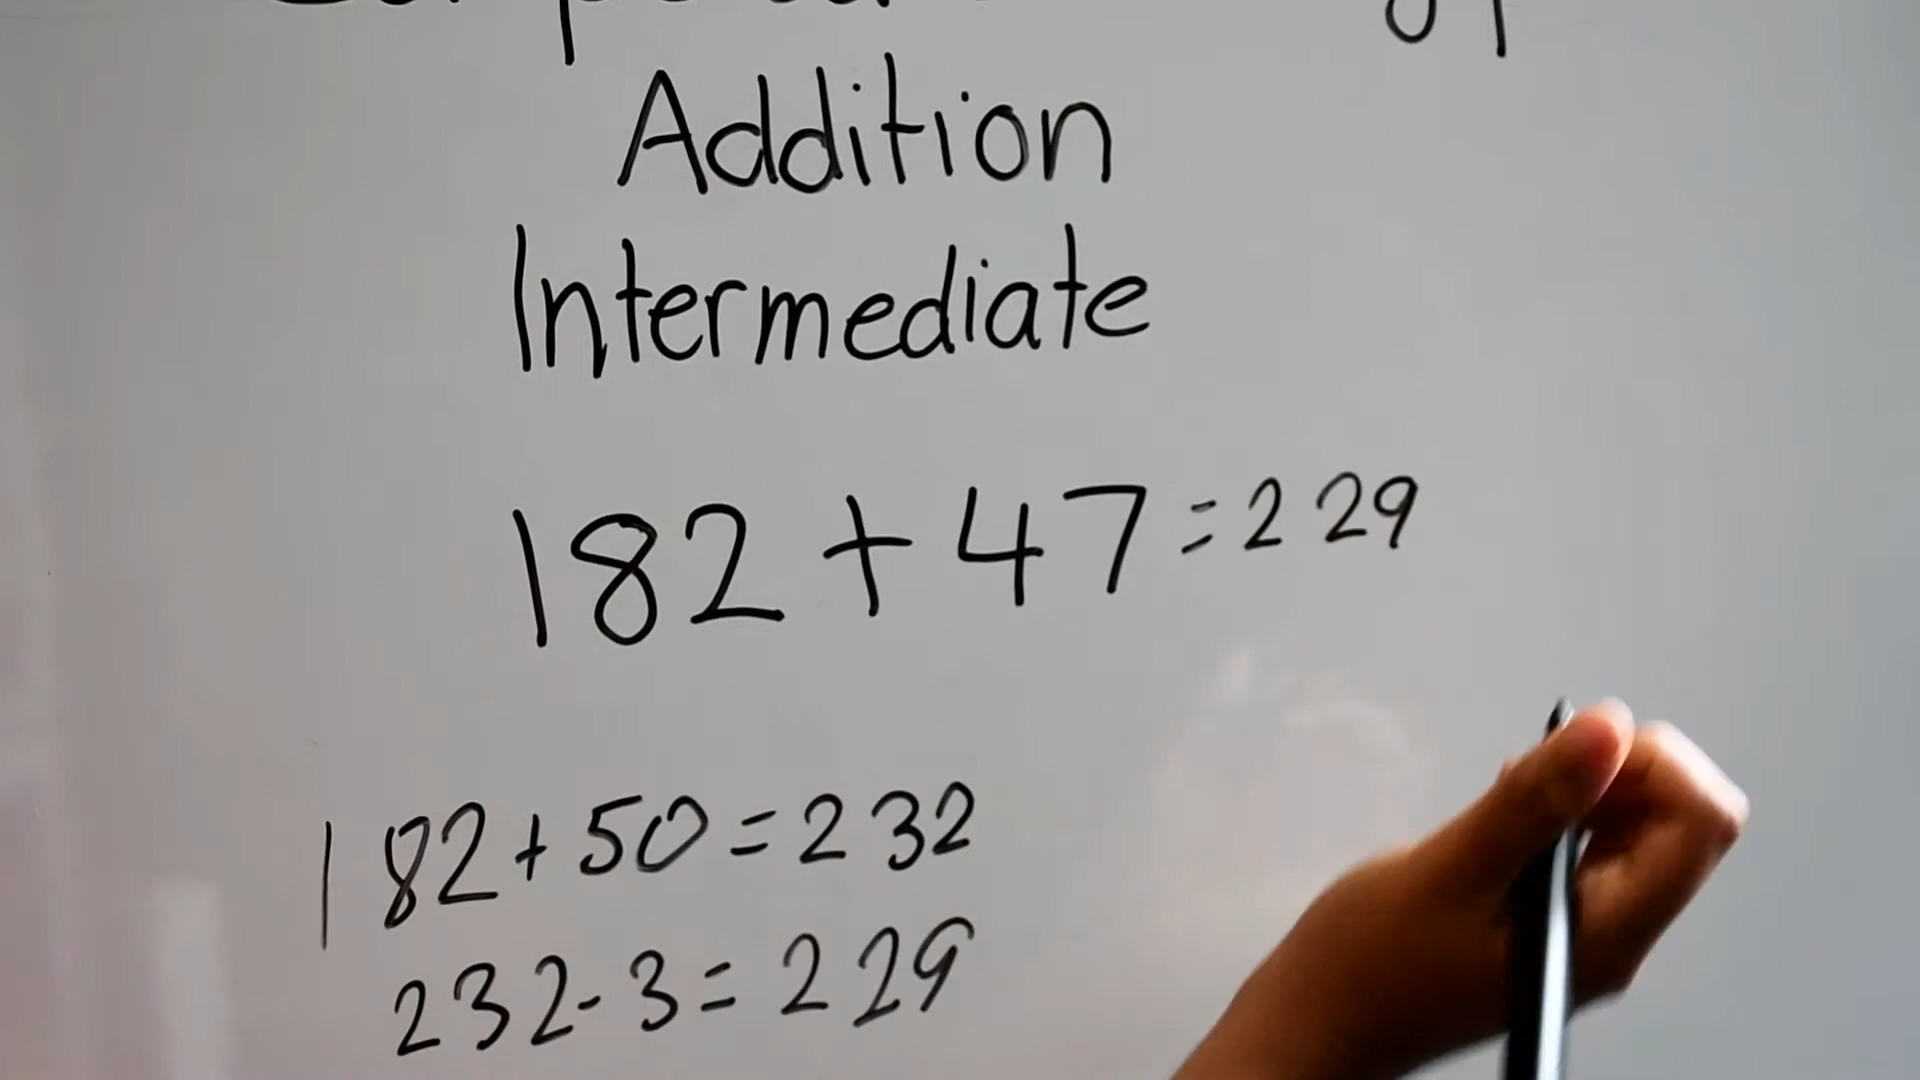 Addition
Intermediate
182 + 47 = 229
182 + 50 = 232
232 - 3 = 229